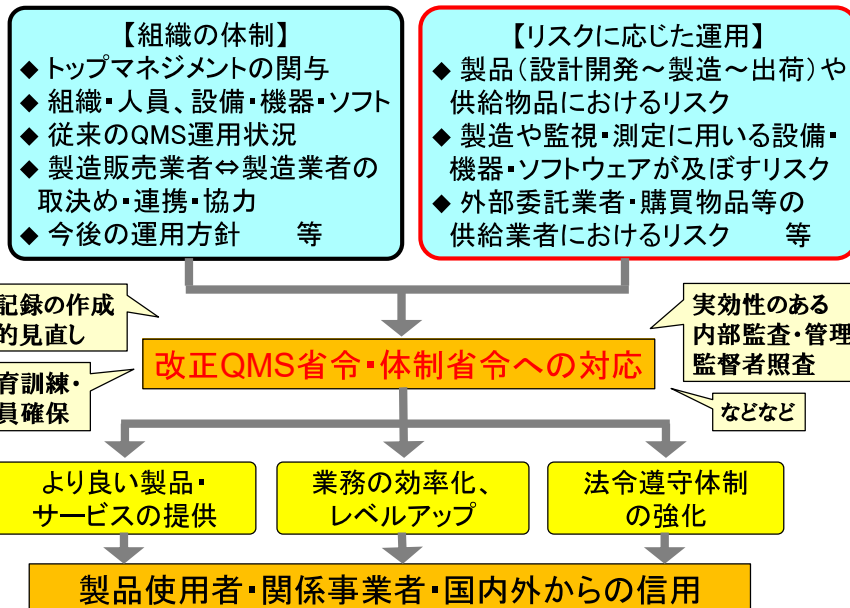 【組織の体制】
◆ トップマネジメントの関与
◆ 組織・人員、設備・機器・ソフト
◆ 従来のQMS運用状況
◆ 製造販売業者⇔製造業者の
取決め・連携・協力
◆ 今後の運用方針　等
【リスクに応じた運用】
◆ 製品（設計開発～製造～出荷）や
供給物品におけるリスク
◆ 製造や監視・測定に用いる設備・
機器・ソフトウェアが及ぼすリスク
◆ 外部委託業者・購買物品等の
供給業者におけるリスク　等
記録の作成
的見直し
育訓練・
員確保
実効性のある
内部監査・管理
監督者照査
などなど
改正QMS省令・体制省令への対応
より良い製品・
サービスの提供
業務の効率化、
レベルアップ
法令遵守体制
の強化
製品使用者・関係事業者・国内外からの信用